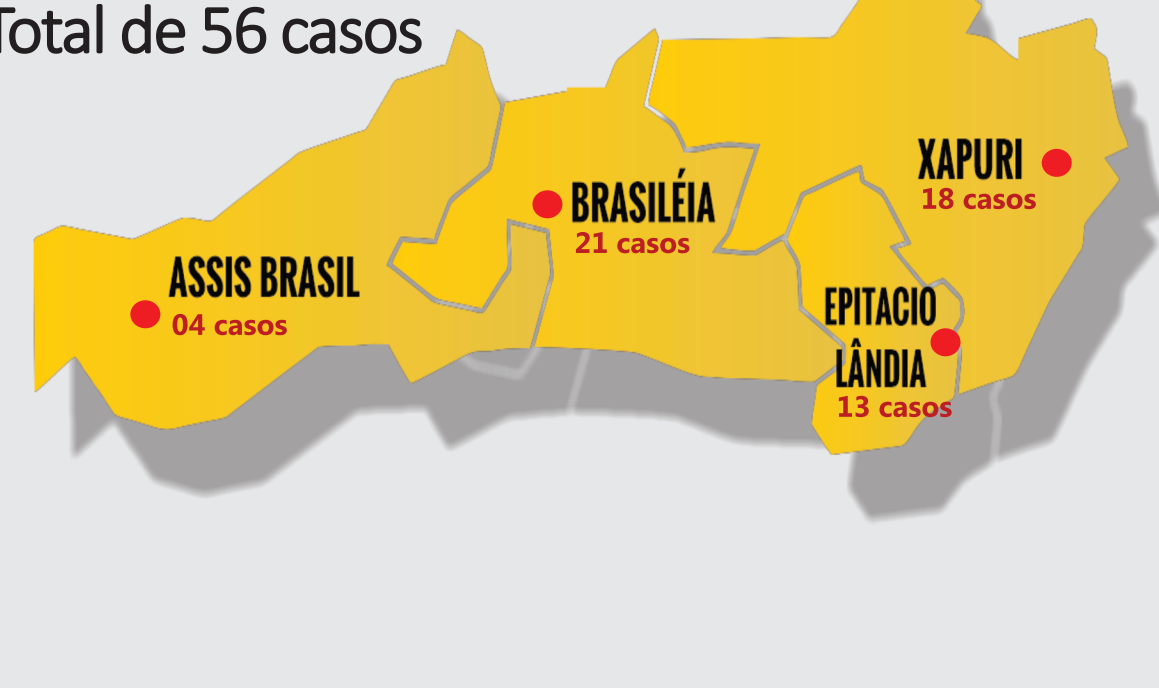 Total de 56 casos
XAPURI
18 casos
BRASILÉIA
21 casos
ASSIS BRASIL
04 casos
EPITACIO
LÂNDIA
13 casos